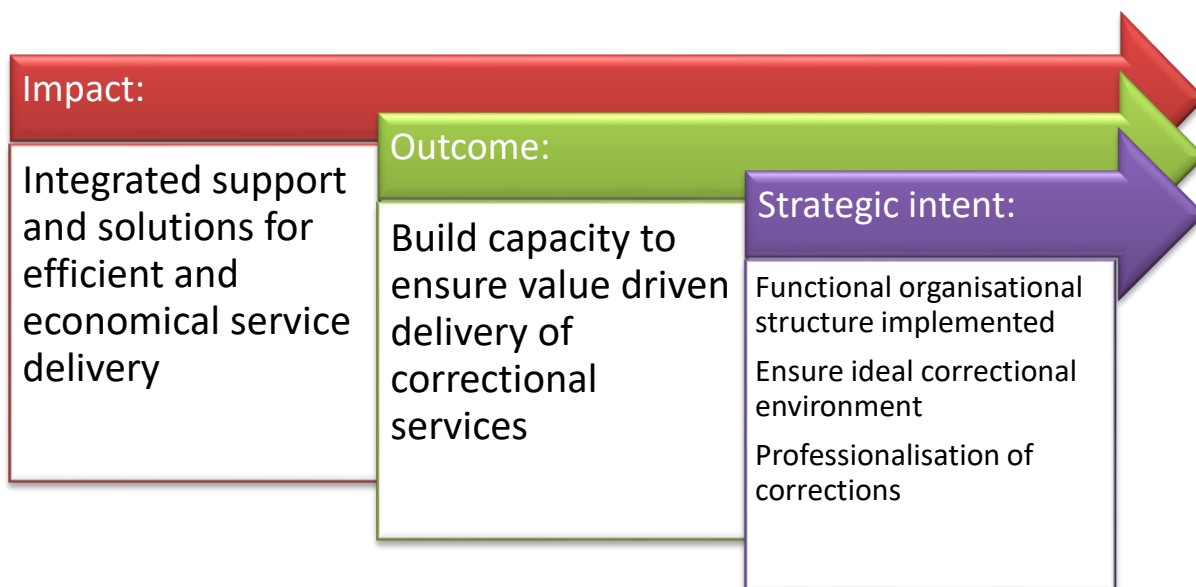 Impact:
Integrated support
and solutions for
efficient and
economical service
delivery
Outcome:
Build capacity to
ensure value driven
delivery of
correctional
services
Strategic intent:
Functional organisational
structure implemented
Ensure ideal correctional
environment
Professionalisation of
corrections